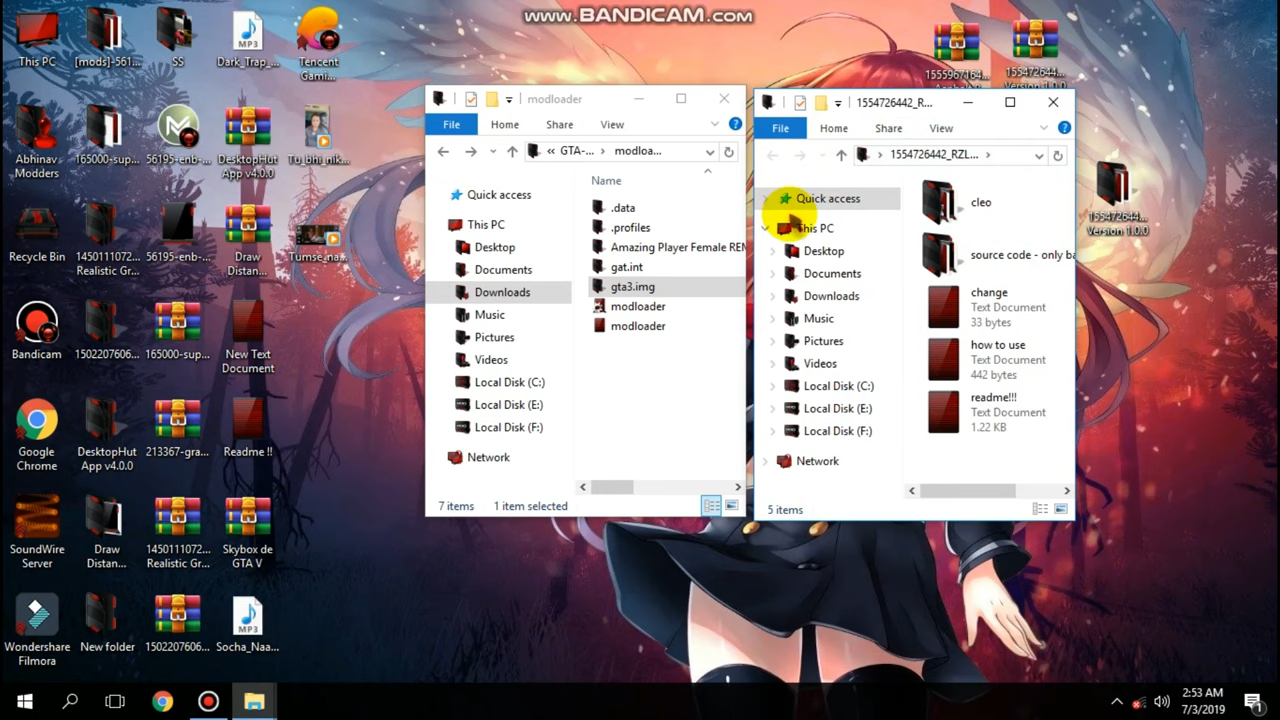 www.BANDICAM.com
This PC
[mods]-561...
SS
Dark_Trap_...
Tencent
Gami...
Abhinav
Modders
165000-sup...
56195-enb-...
DesktopHut
App v4.0.0
Tu_bhi_nik...
Recycle Bin
1450111072...
Realistic Gr...
56195-enb-...
Draw
Distan...
Tumse_na...
Bandicam
1502207606...
165000-sup...
New Text
Document
Google
Chrome
DesktopHut
App v4.0.0
213367-gra...
Readme !!
SoundWire
Server
Draw
Distan...
1450111072...
Realistic Gr...
Skybox de
GTA V
Wondershare
Filmora
New folder
1502207606...
Socha_Naa...
1555967164...
155472644...
155472644...
Version 1.0.0
modloader
File
Home
Share
View
« GTA-...
modloa...
Quick access
This PC
Desktop
Documents
Downloads
Music
Pictures
Videos
Local Disk (C:)
Local Disk (E:)
Local Disk (F:)
Network
Name
.data
.profiles
Amazing Player Female REN
gat.int
gta3.img
modloader
modloader
7 items
1 item selected
1554726442_R...
File
Home
Share
View
1554726442_RZL...
Quick access
This PC
Desktop
Documents
Downloads
Music
Pictures
Videos
Local Disk (C:)
Local Disk (E:)
Local Disk (F:)
Network
cleo
source code - only ba
change
Text Document
33 bytes
how to use
Text Document
442 bytes
readme!!!
Text Document
1.22 KB
5 items
2:53 AM
7/3/2019
1